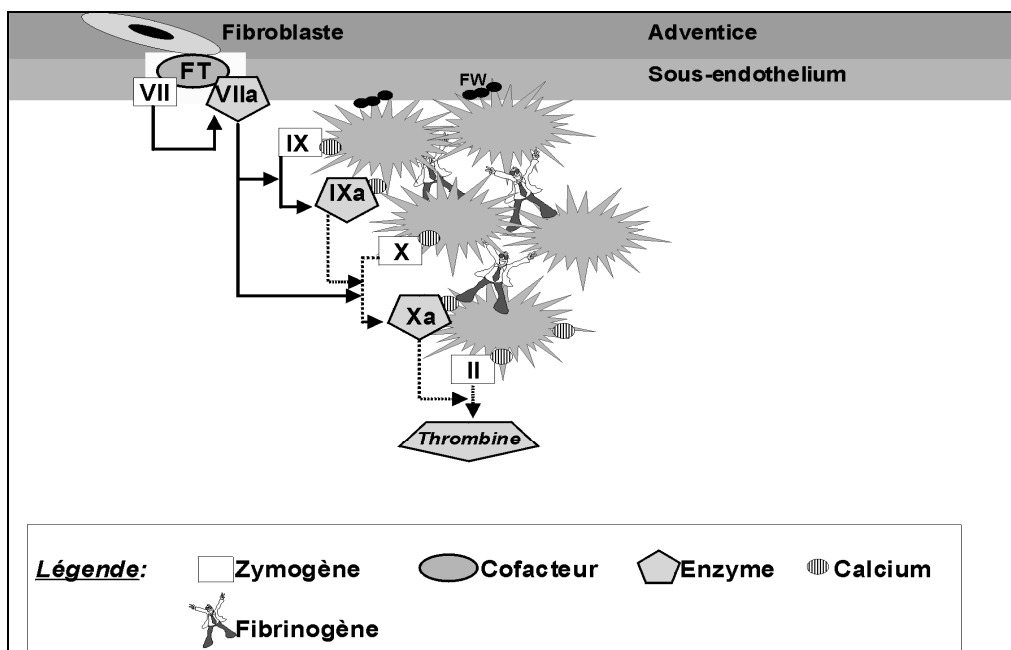 Fibroblaste
Adventice
FT
Sous-endothelium
FW
VII
VIIa
IX
IXa
X
Xa
II
Thrombine
Légende:
Zymogène
Cofacteur
Enzyme
Calcium
Fibrinogène